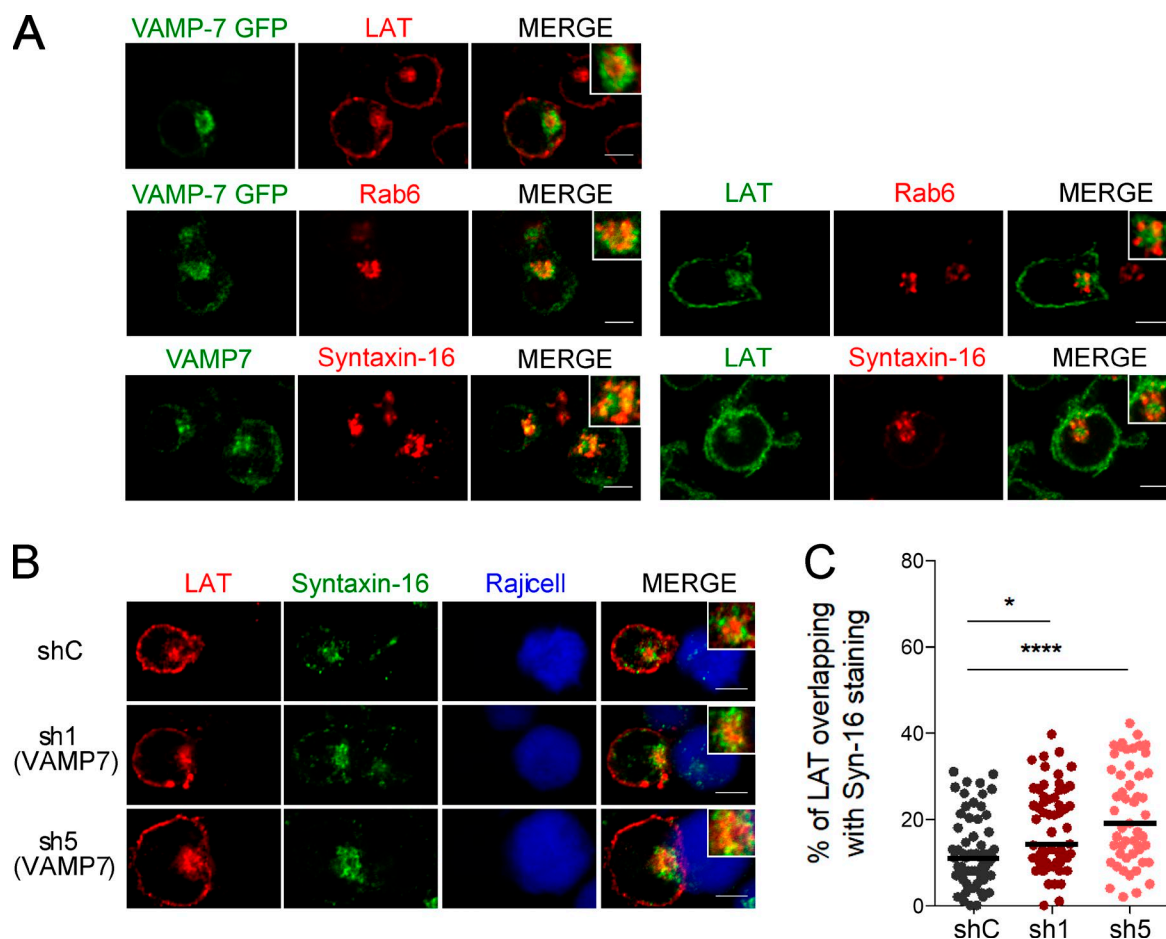 A
VAMP-7 GFP LAT MERGE
VAMP-7 GFP Rab6 MERGE LAT Rab6 MERGE
VAMP7 Syntaxin-16 MERGE LAT Syntaxin-16 MERGE
B
LAT Syntaxin-16 Rajicell MERGE
shC
sh1
(VAMP7)
sh5
(VAMP7)
C
% of LAT overlapping
with Syn-16 staining
80
60
40
20
0
*
****
shC sh1 sh5